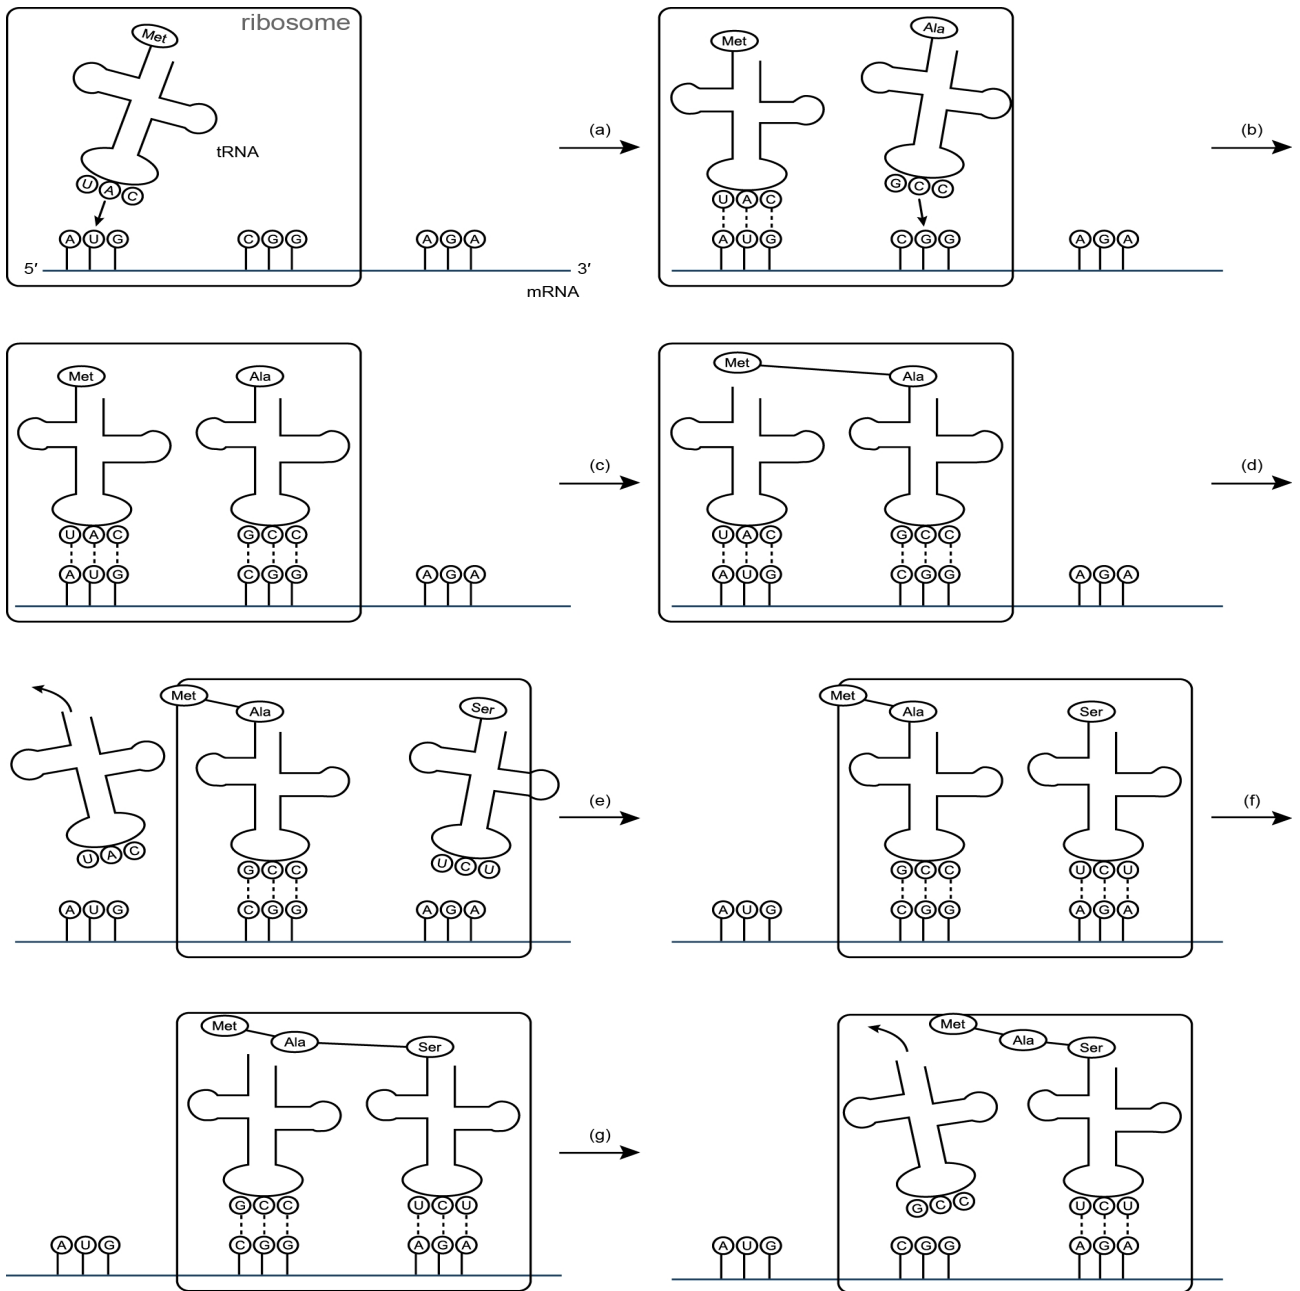 ribosome
Met
tRNA
U A C
A U G C G G A G A
5′ 3′
mRNA
(a)
Met Ala
U A C G C C
A U G C G G A G A
(b)
Met Ala
U A C G C C
A U G C G G A G A
(c)
Met Ala
U A C G C C
A U G C G G A G A
(d)
Met Ala Ser
U A C G C C U C U
A U G C G G A G A
(e)
Met Ala Ser
G C C U C U
A U G C G G A G A
(f)
Met Ala Ser
G C C U C U
A U G C G G A G A
(g)
Met Ala Ser
G C C U C U
A U G C G G A G A